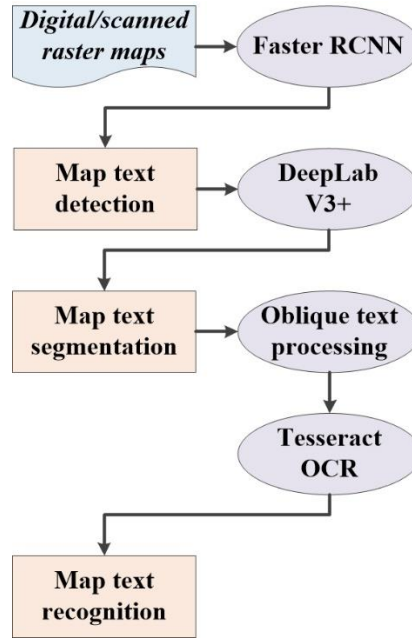 Digital/scanned
raster maps
Faster RCNN
Map text
detection
DeepLab
V3+
Map text
segmentation
Oblique text
processing
Tesseract
OCR
Map text
recognition